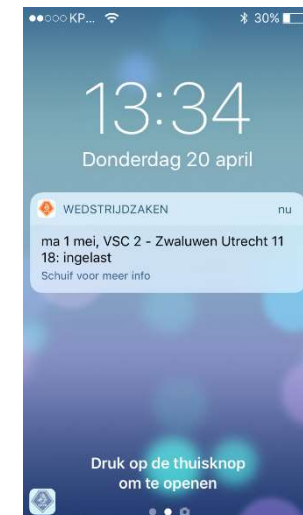 KP... 30%
13:34
Donderdag 20 april
WEDSTRIJDZAKEN nu
ma 1 mei, VSC 2 - Zwaluwen Utrecht 11
18: ingelast
Schuif voor meer info
Druk op de thuisknop
om te openen